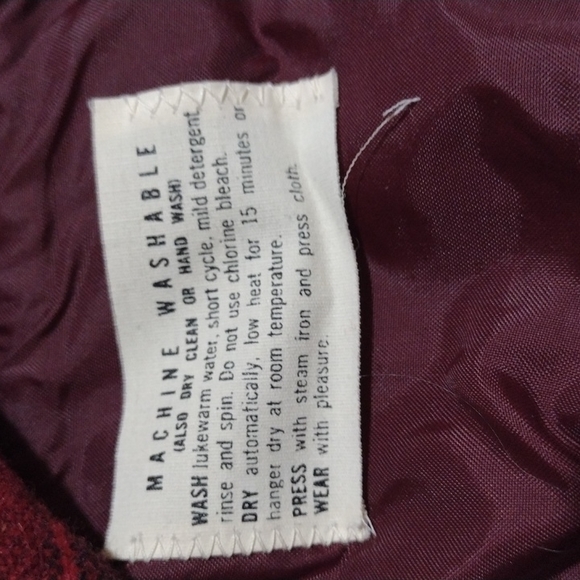 MACHINE WASHABLE
(ALSO DRY CLEAN OR HAND WASH)
WASH lukewarm water, short cycle, mild detergent,
rinse and spin. Do not use chlorine bleach.
DRY automatically, low heat for 15 minutes or
hanger dry at room temperature.
PRESS with steam iron and press cloth.
WEAR with pleasure.